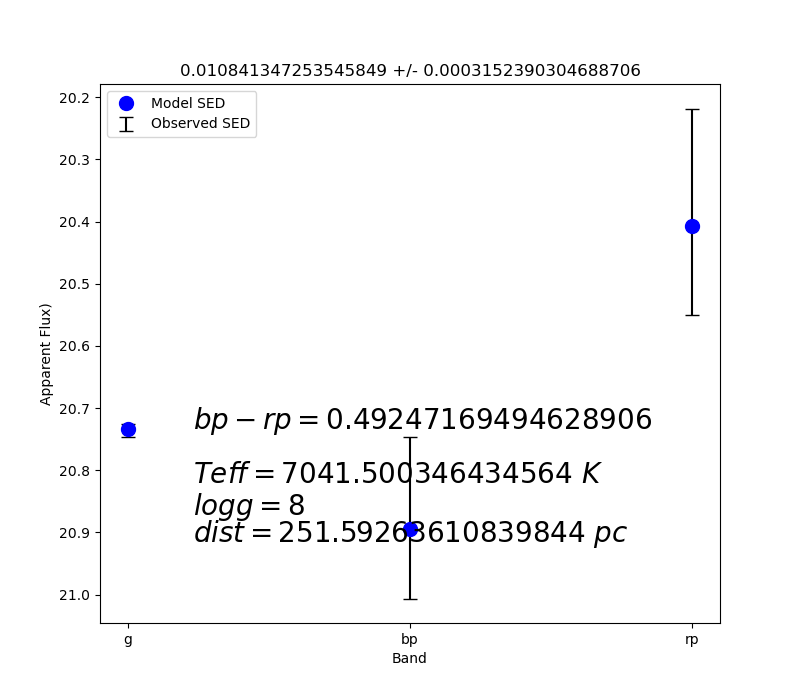 0.010841347253545849 +/- 0.0003152390304688706
Model SED
Observed SED
20.2
20.3
20.4
20.5
20.6
20.7
20.8
20.9
21.0
Apparent Flux)
bp − rp = 0.49247169494628906
Teff = 7041.500346434564 K
logg = 8
dist = 251.59263610839844 pc
g
bp
rp
Band